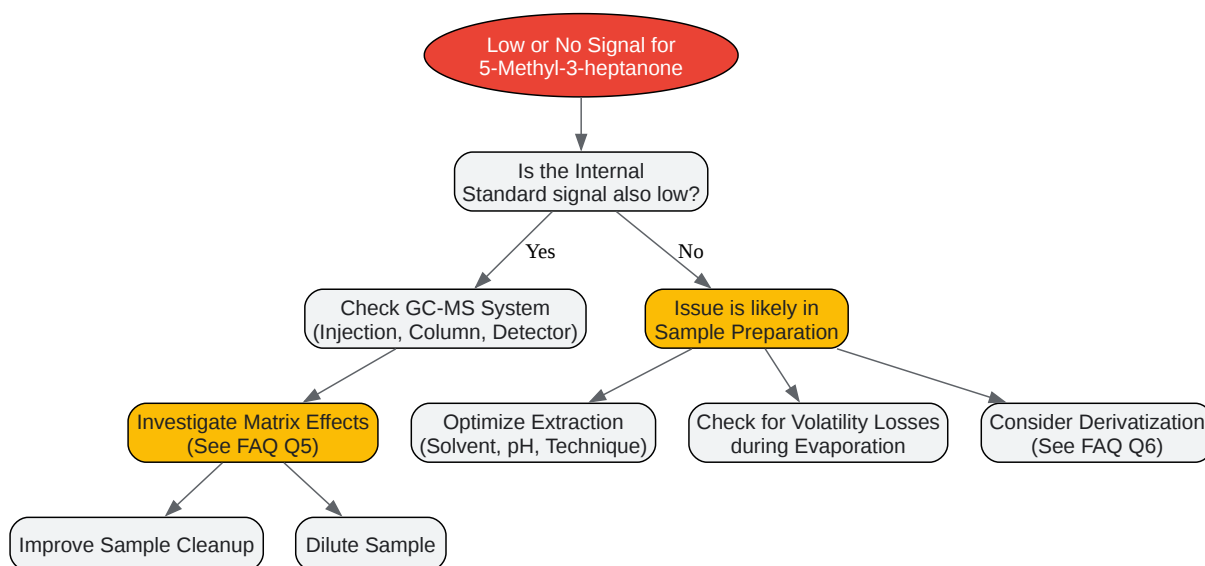 Low or No Signal for
5-Methyl-3-heptanone
Is the Internal
Standard signal also low?
Yes
No
Check GC-MS System
(Injection, Column, Detector)
Issue is likely in
Sample Preparation
Investigate Matrix Effects
(See FAQ Q5)
Optimize Extraction
(Solvent, pH, Technique)
Check for Volatility Losses
during Evaporation
Consider Derivatization
(See FAQ Q6)
Improve Sample Cleanup
Dilute Sample